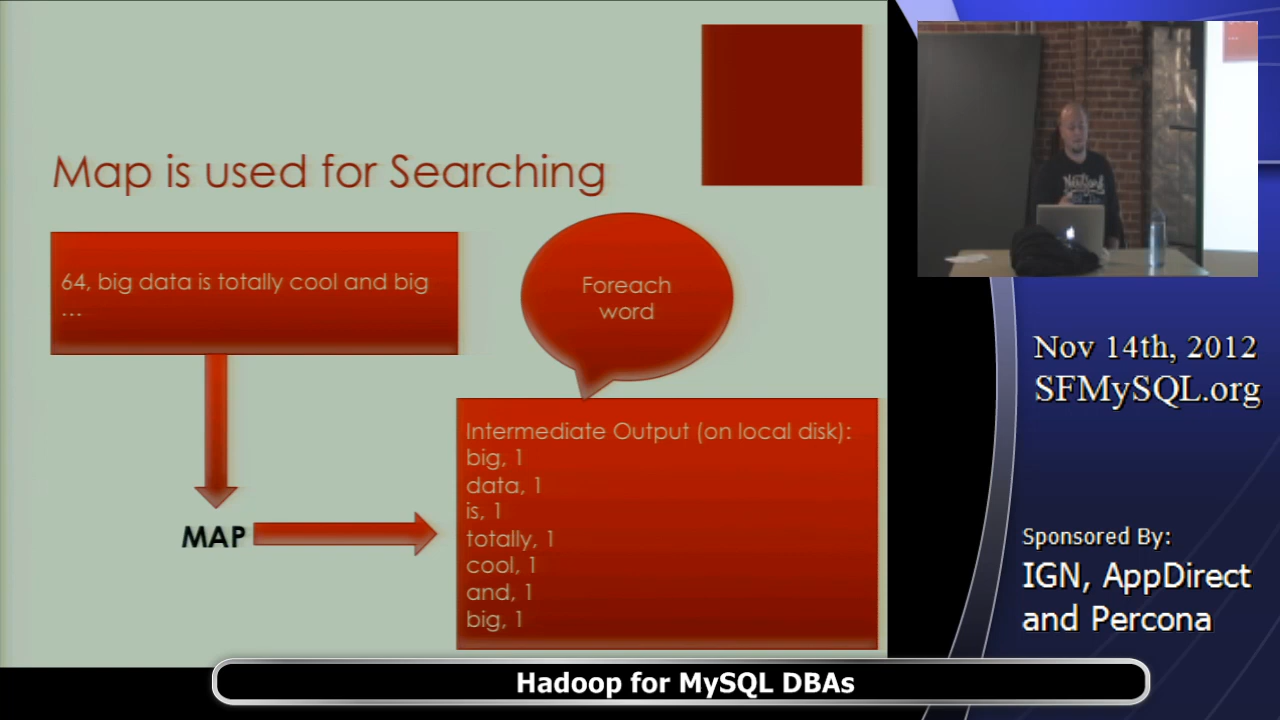 Map is used for Searching
64, big data is totally cool and big
...
Foreach
word
MAP
Intermediate Output (on local disk):
big, 1
data, 1
is, 1
totally, 1
cool, 1
and, 1
big, 1
Nov 14th, 2012
SFMySQL.org
Sponsored By:
IGN, AppDirect
and Percona
Hadoop for MySQL DBAs